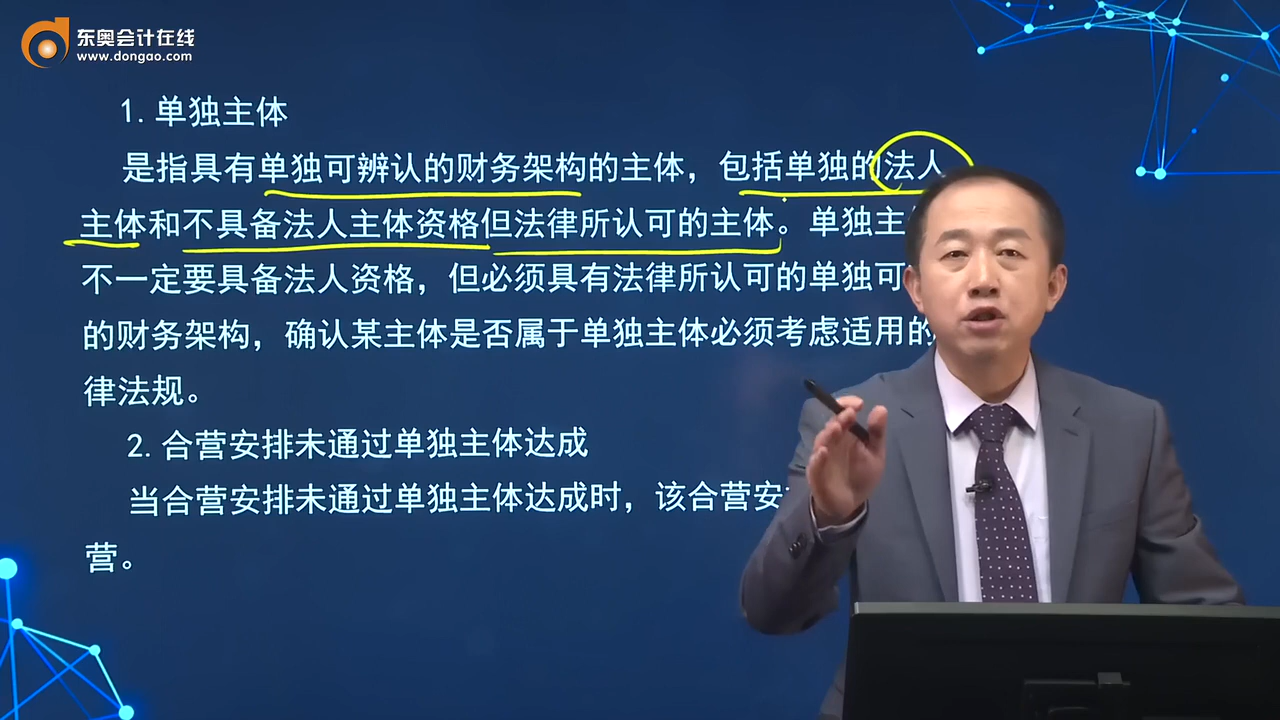 东奥会计在线
www.dongao.com
1.单独主体
是指具有单独可辨认的财务架构的主体，包括单独的法人
主体和不具备法人主体资格但法律所认可的主体。单独主
不一定要具备法人资格，但必须具有法律所认可的单独可
的财务架构，确认某主体是否属于单独主体必须考虑适用的
律法规。
2.合营安排未通过单独主体达成
当合营安排未通过单独主体达成时，该合营安
营。